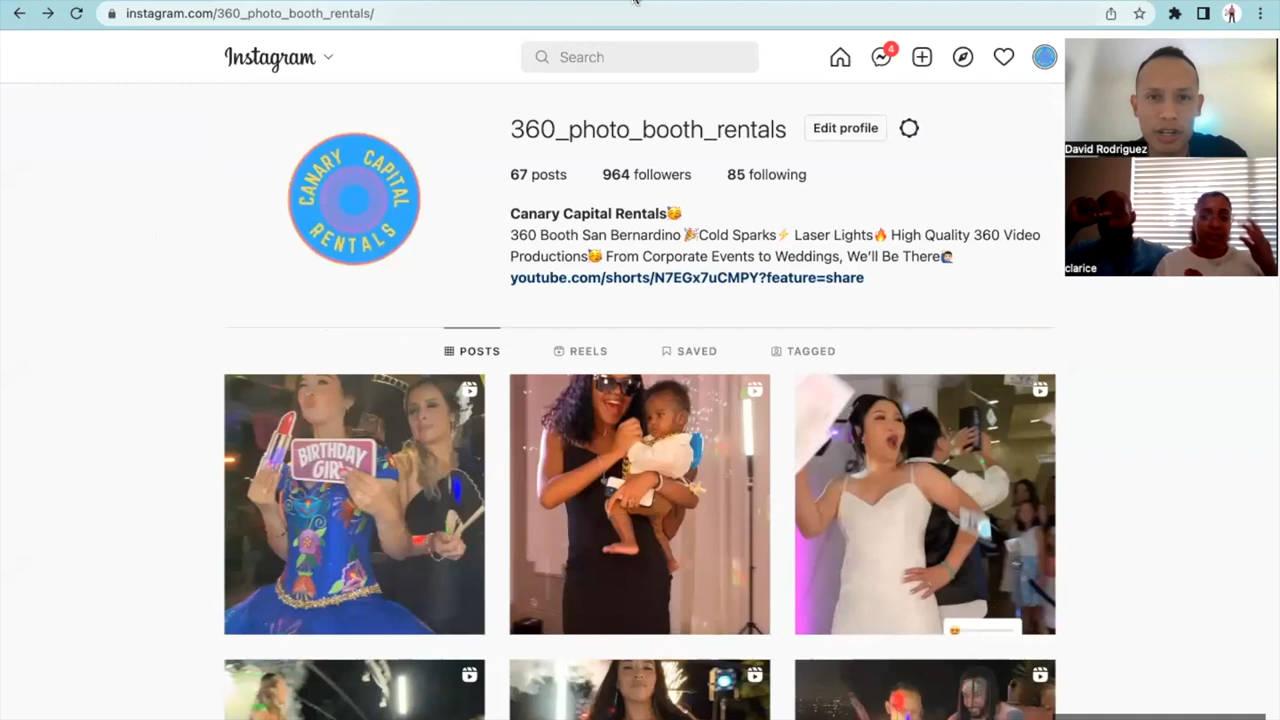 instagram.com/360_photo_booth_rentals/
Instagram
Search
4
David Rodriguez
clarice
CANARY CAPITAL
RENTALS
360_photo_booth_rentals
Edit profile
67 posts 964 followers 85 following
Canary Capital Rentals🥳
360 Booth San Bernardino 🎉Cold Sparks⚡ Laser Lights🔥 High Quality 360 Video
Productions🥳 From Corporate Events to Weddings, We'll Be There🙋🏻‍♂️
youtube.com/shorts/N7EGx7uCMPY?feature=share
POSTS REELS SAVED TAGGED
BIRTHDAY
GIRL